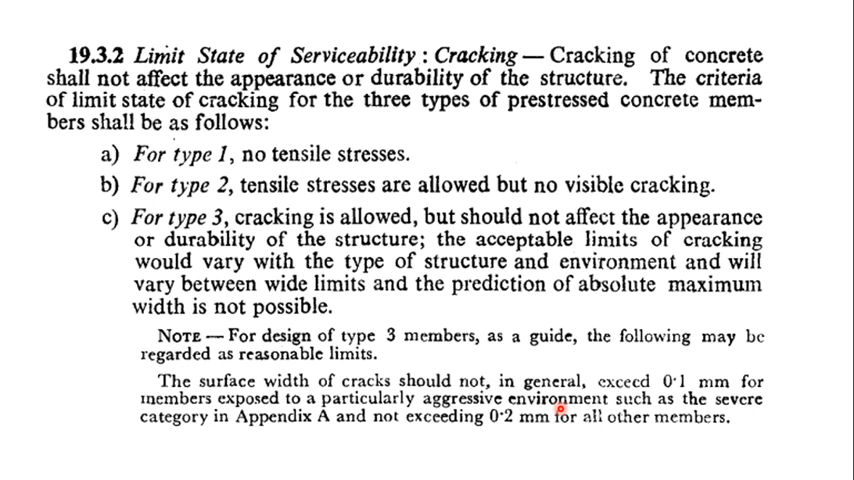 19.3.2 Limit State of Serviceability : Cracking — Cracking of concrete
shall not affect the appearance or durability of the structure. The criteria
of limit state of cracking for the three types of prestressed concrete mem-
bers shall be as follows:
a) For type 1, no tensile stresses.
b) For type 2, tensile stresses are allowed but no visible cracking.
c) For type 3, cracking is allowed, but should not affect the appearance
or durability of the structure; the acceptable limits of cracking
would vary with the type of structure and environment and will
vary between wide limits and the prediction of absolute maximum
width is not possible.
NOTE — For design of type 3 members, as a guide, the following may be
regarded as reasonable limits.
The surface width of cracks should not, in general, exceed 0·1 mm for
members exposed to a particularly aggressive environment such as the severe
category in Appendix A and not exceeding 0·2 mm for all other members.